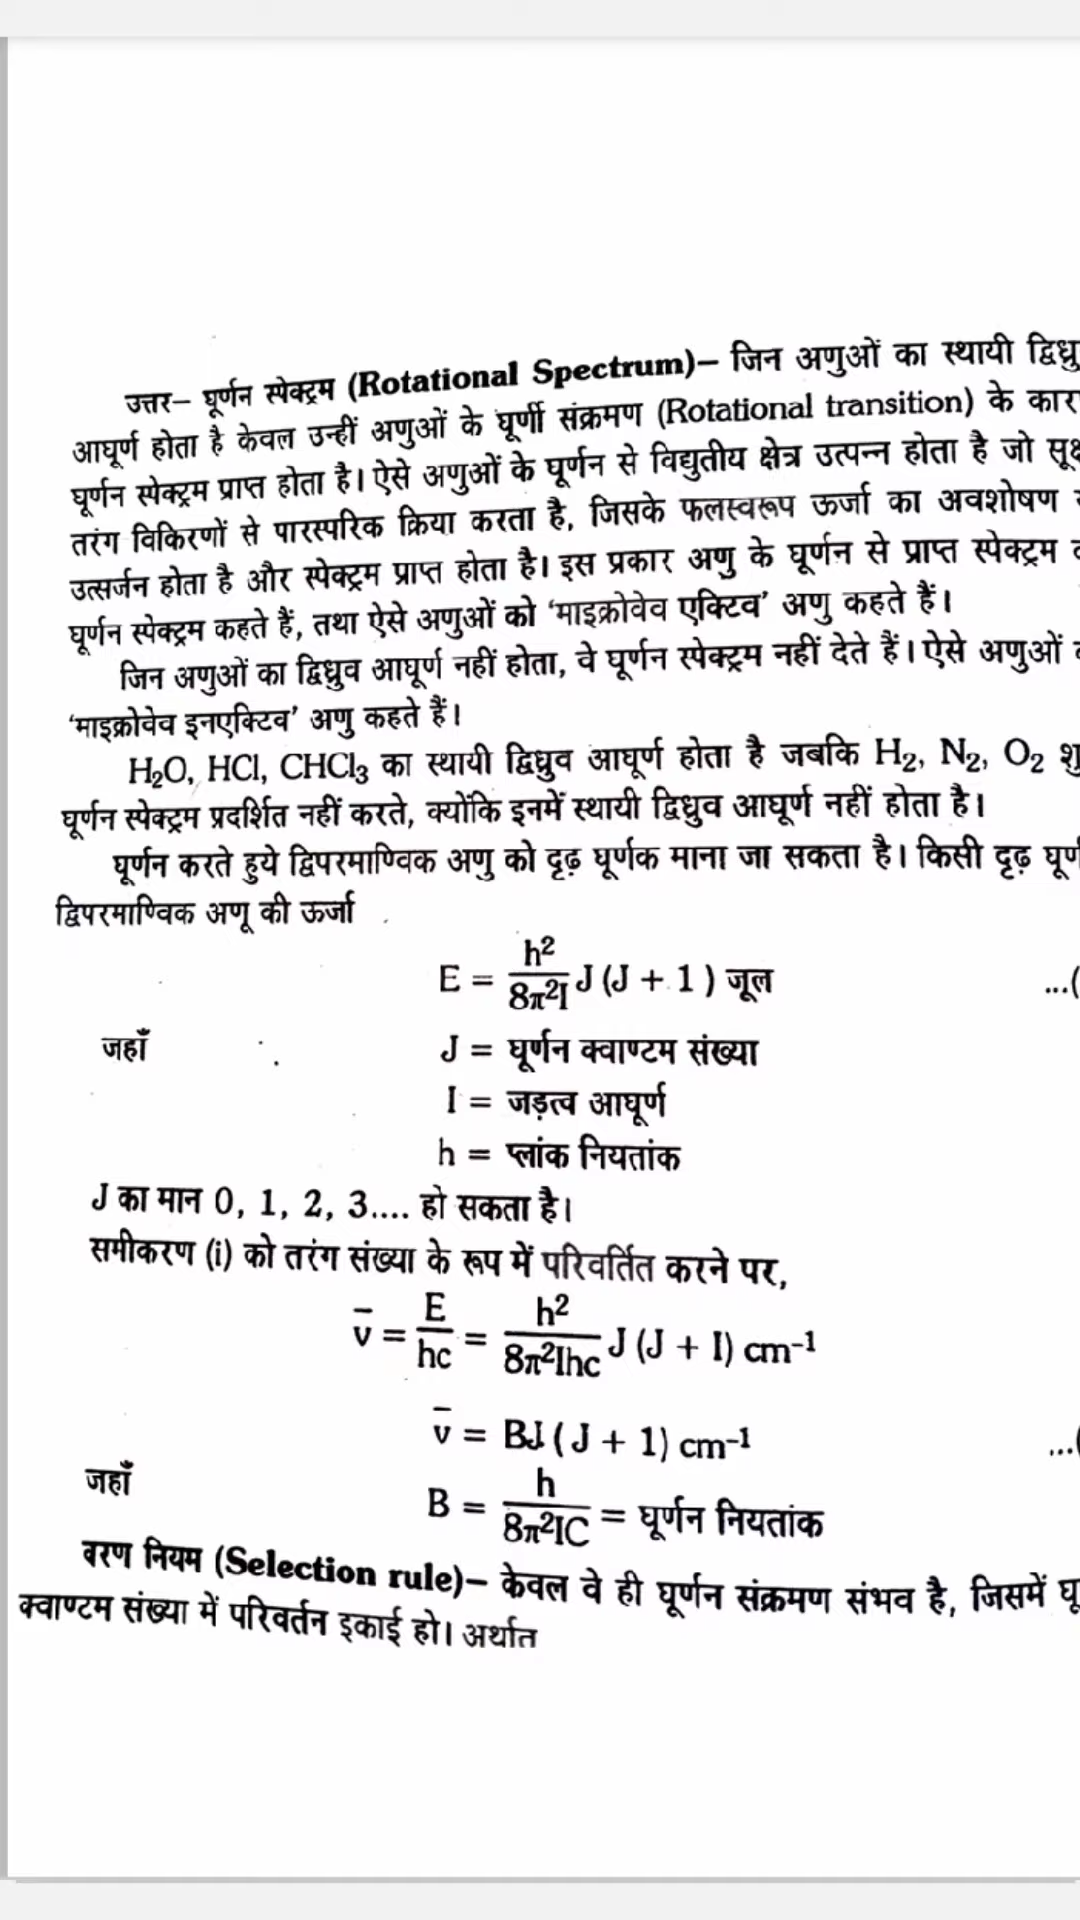 उत्तर– घूर्णन स्पेक्ट्रम (Rotational Spectrum)– जिन अणुओं का स्थायी द्विध्रु
आघूर्ण होता है केवल उन्हीं अणुओं के घूर्णी संक्रमण (Rotational transition) के कार
घूर्णन स्पेक्ट्रम प्राप्त होता है। ऐसे अणुओं के घूर्णन से विद्युतीय क्षेत्र उत्पन्न होता है जो सूक्ष
तरंग विकिरणों से पारस्परिक क्रिया करता है, जिसके फलस्वरूप ऊर्जा का अवशोषण
उत्सर्जन होता है और स्पेक्ट्रम प्राप्त होता है। इस प्रकार अणु के घूर्णन से प्राप्त स्पेक्ट्रम
घूर्णन स्पेक्ट्रम कहते हैं, तथा ऐसे अणुओं को ‘माइक्रोवेव एक्टिव’ अणु कहते हैं।
जिन अणुओं का द्विध्रुव आघूर्ण नहीं होता, वे घूर्णन स्पेक्ट्रम नहीं देते हैं। ऐसे अणुओं
‘माइक्रोवेव इनएक्टिव’ अणु कहते हैं।
H₂O, HCl, CHCl₃ का स्थायी द्विध्रुव आघूर्ण होता है जबकि H₂, N₂, O₂ शु
घूर्णन स्पेक्ट्रम प्रदर्शित नहीं करते, क्योंकि इनमें स्थायी द्विध्रुव आघूर्ण नहीं होता है।
घूर्णन करते हुये द्विपरमाण्विक अणु को दृढ़ घूर्णक माना जा सकता है। किसी दृढ़ घूर्ण
द्विपरमाण्विक अणू की ऊर्जा
E = h²/8π²I J (J + 1) जूल ...(
जहाँ J = घूर्णन क्वाण्टम संख्या
I = जड़त्व आघूर्ण
h = प्लांक नियतांक
J का मान 0, 1, 2, 3.... हो सकता है।
समीकरण (i) को तरंग संख्या के रूप में परिवर्तित करने पर,
v̄ = E/hc = h²/8π²Ihc J (J + I) cm⁻¹
v̄ = BJ (J + 1) cm⁻¹ ...(
जहाँ B = h/8π²IC = घूर्णन नियतांक
वरण नियम (Selection rule)– केवल वे ही घूर्णन संक्रमण संभव है, जिसमें घू
क्वाण्टम संख्या में परिवर्तन इकाई हो। अर्थात